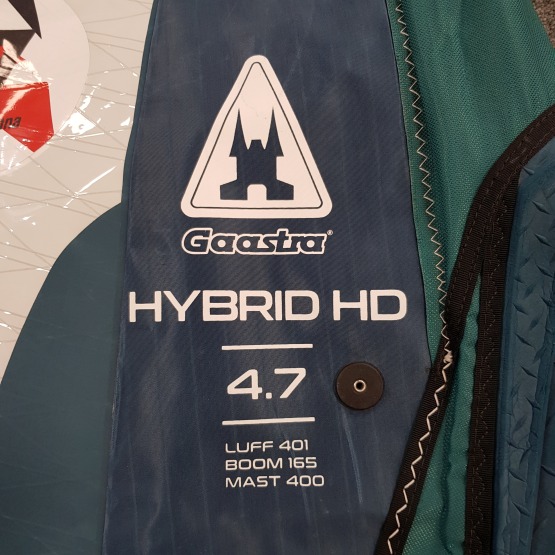 Gaastra®
HYBRID HD
4.7
LUFF 401
BOOM 165
MAST 400